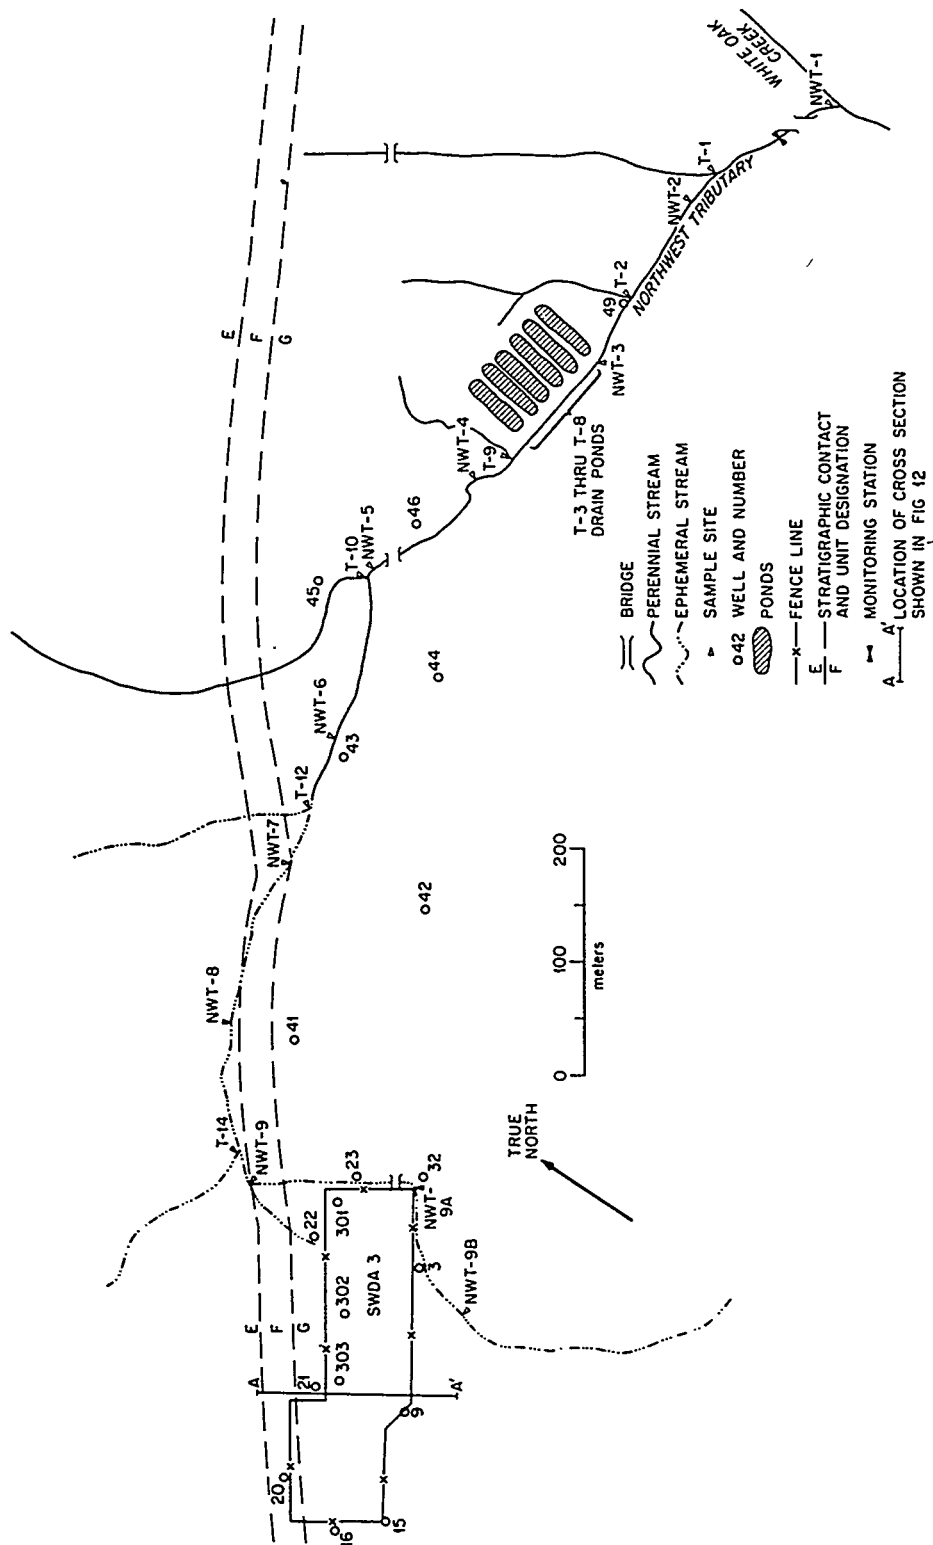 WHITE OAK
CREEK
NWT-1
T-1
NWT-2
NORTHWEST TRIBUTARY
T-2
49
NWT-3
E
F
G
NWT-4
T-9
T-3 THRU T-8
DRAIN PONDS
46
T-10
NWT-5
45
44
NWT-6
43
T-12
NWT-7
42
NWT-8
41
T-14
NWT-9
23
32
NWT-
9A
22
301
302
303
SWDA 3
3
NWT-9B
E
F
G
A
21
A'
9
20
16
15
BRIDGE
PERENNIAL STREAM
EPHEMERAL STREAM
SAMPLE SITE
42 WELL AND NUMBER
PONDS
FENCE LINE
E
F
STRATIGRAPHIC CONTACT
AND UNIT DESIGNATION
MONITORING STATION
A A'
LOCATION OF CROSS SECTION
SHOWN IN FIG 12
0 100 200
meters
TRUE
NORTH